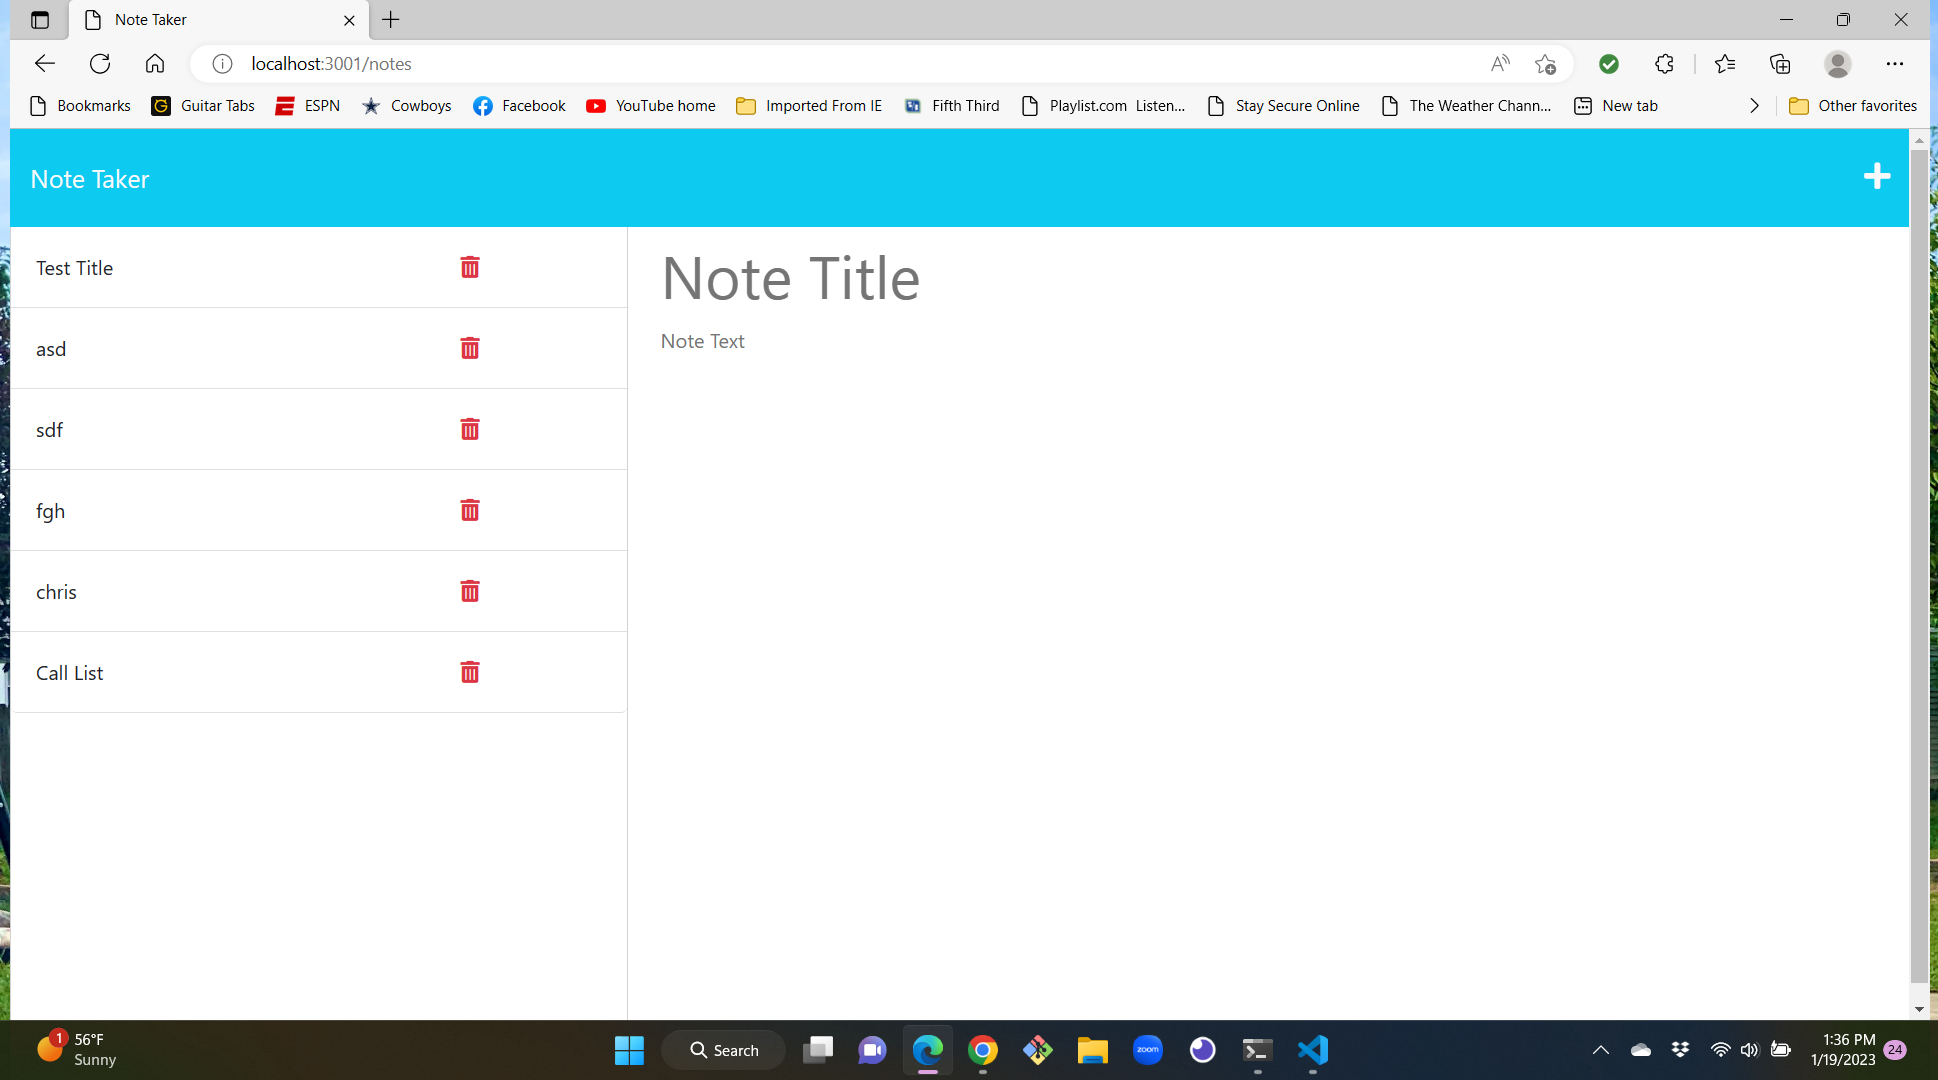 Note Taker
localhost:3001/notes
Bookmarks Guitar Tabs ESPN Cowboys Facebook YouTube home Imported From IE Fifth Third Playlist.com Listen... Stay Secure Online The Weather Chann... New tab Other favorites
Note Taker
Test Title
asd
sdf
fgh
chris
Call List
Note Title
Note Text
1
56°F
Sunny
Search
zoom
1:36 PM
1/19/2023
24